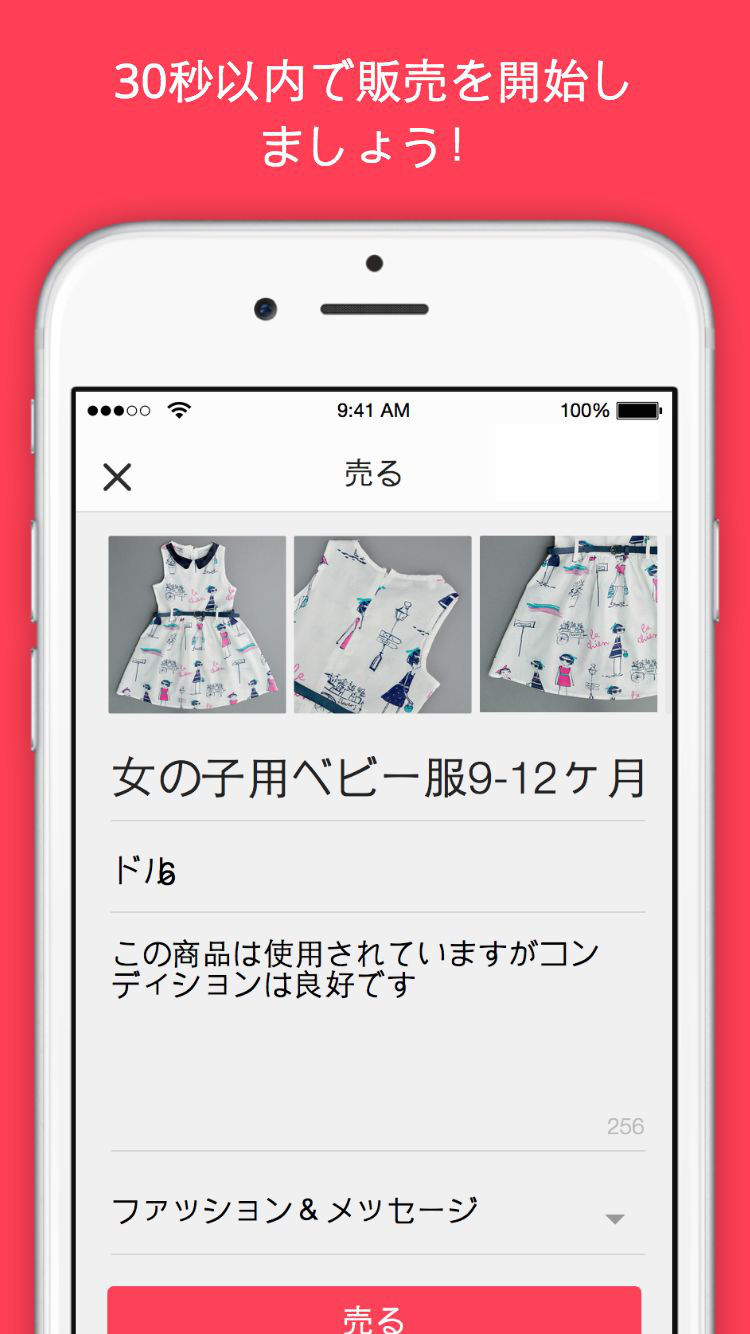 30秒以内で販売を開始し
ましょう！
9:41 AM
100%
売る
女の子用ベビー服9-12ケ月
ドル6
この商品は使用されていますがコン
ディションは良好です
256
ファッション＆メッセージ
売る